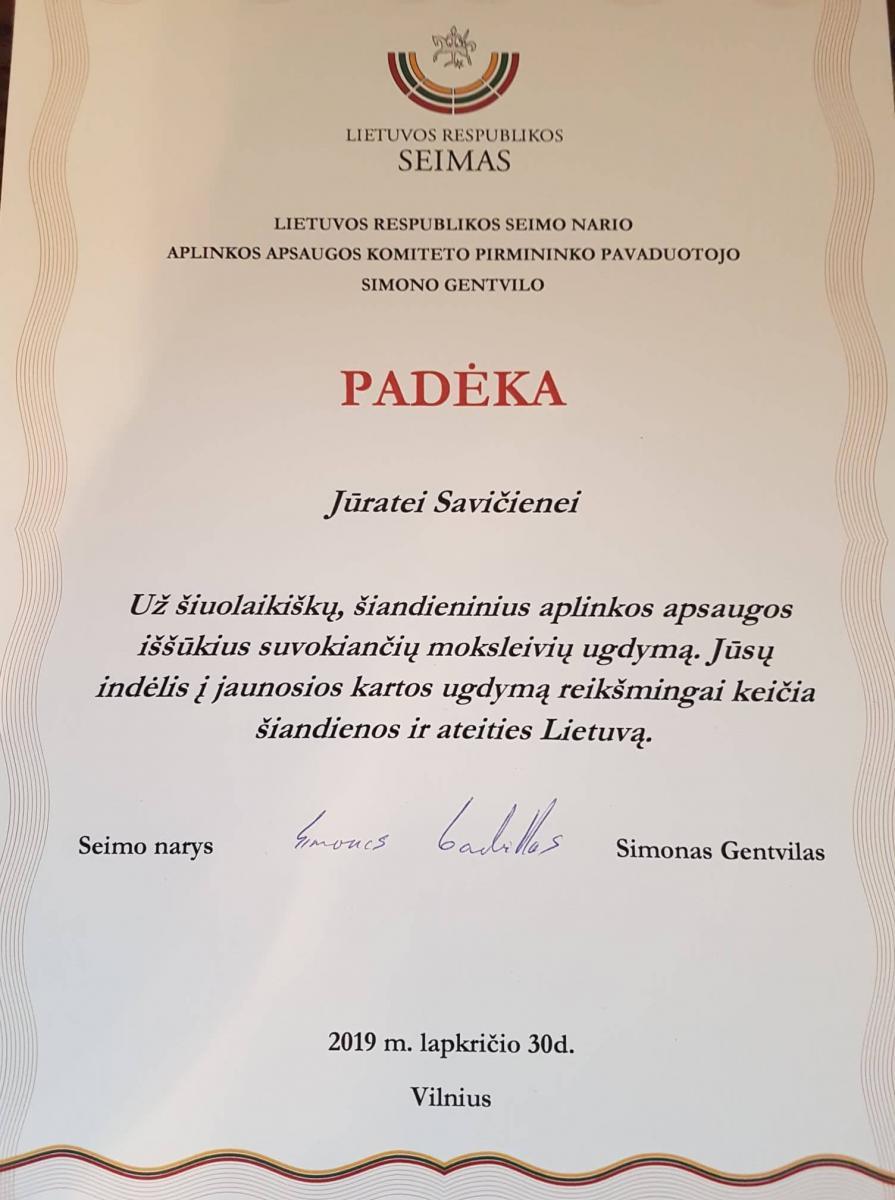 LIETUVOS RESPUBLIKOS
SEIMAS
LIETUVOS RESPUBLIKOS SEIMO NARIO
APLINKOS APSAUGOS KOMITETO PIRMININKO PAVADUOTOJO
SIMONO GENTVILO
PADĖKA
Jūratei Savičienei
Už šiuolaikiškų, šiandieninius aplinkos apsaugos
iššūkius suvokiančių moksleivių ugdymą. Jūsų
indėlis į jaunosios kartos ugdymą reikšmingai keičia
šiandienos ir ateities Lietuvą.
Seimo narys Simonas Gentvilas
2019 m. lapkričio 30d.
Vilnius